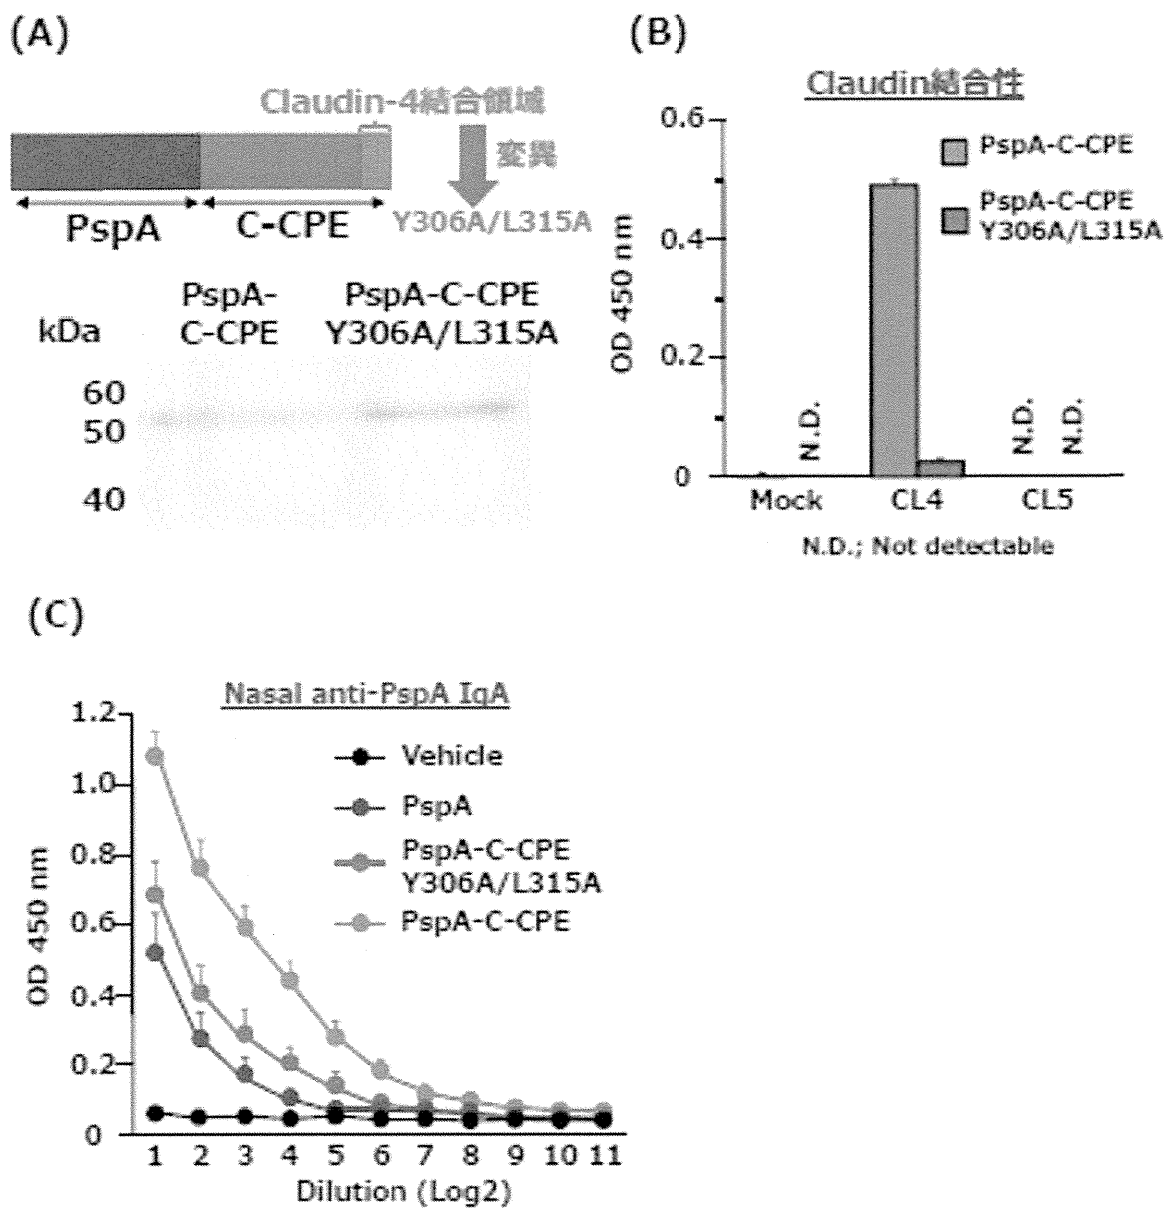 (A)
Claudin-4結合領域
変異
PspA
C-CPE
Y306A/L315A
kDa
PspA-
C-CPE
PspA-C-CPE
Y306A/L315A
60
50
40
(B)
Claudin結合性
OD 450 nm
0.6
0.4
0.2
0
PspA-C-CPE
PspA-C-CPE
Y306A/L315A
N.D.
N.D.
N.D.
Mock
CL4
CL5
N.D.; Not detectable
(C)
Nasal anti-PspA IgA
OD 450 nm
1.2
1.0
0.8
0.6
0.4
0.2
0
Vehicle
PspA
PspA-C-CPE
Y306A/L315A
PspA-C-CPE
1 2 3 4 5 6 7 8 9 10 11
Dilution (Log2)